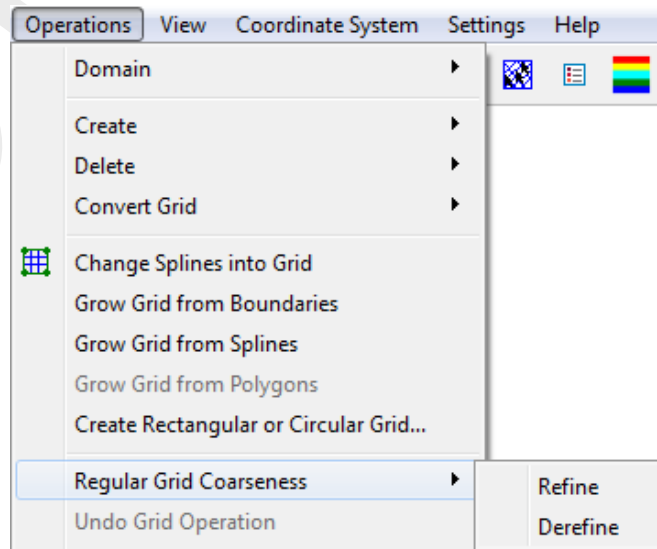 Operations View Coordinate System Settings Help
Domain
Create
Delete
Convert Grid
Change Splines into Grid
Grow Grid from Boundaries
Grow Grid from Splines
Grow Grid from Polygons
Create Rectangular or Circular Grid...
Regular Grid Coarseness
Refine
Undo Grid Operation
Derefine